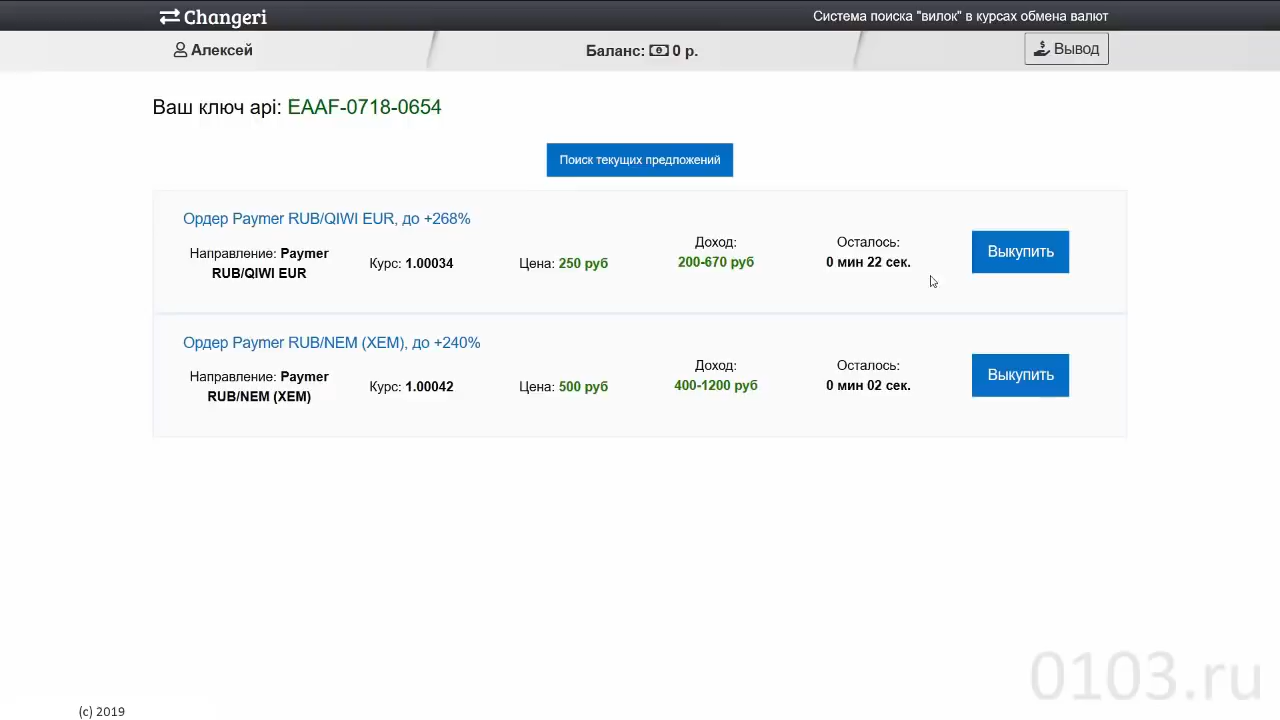 Changeri
Система поиска "вилок" в курсах обмена валют
Алексей
Баланс: 0 р.
Вывод
Ваш ключ api: EAAF-0718-0654
Поиск текущих предложений
Ордер Paymer RUB/QIWI EUR, до +268%
Направление: Paymer
RUB/QIWI EUR
Курс: 1.00034
Цена: 250 руб
Доход:
200-670 руб
Осталось:
0 мин 22 сек.
Выкупить
Ордер Paymer RUB/NEM (XEM), до +240%
Направление: Paymer
RUB/NEM (XEM)
Курс: 1.00042
Цена: 500 руб
Доход:
400-1200 руб
Осталось:
0 мин 02 сек.
Выкупить
0103.ru
(c) 2019